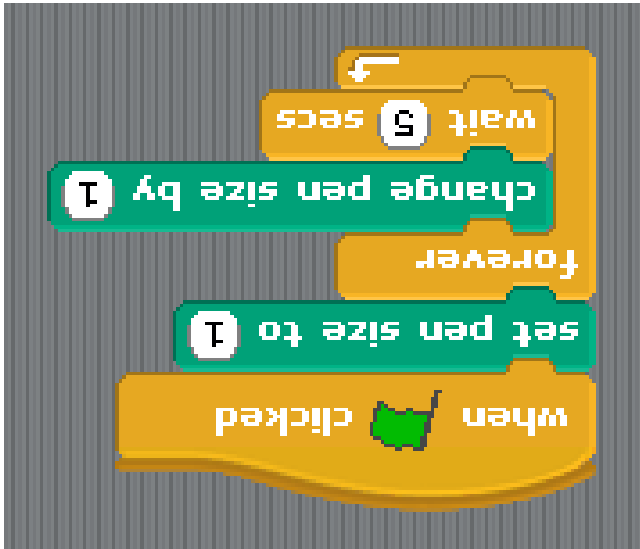 when clicked
set pen size to 1
forever
change pen size by 1
wait 5 secs